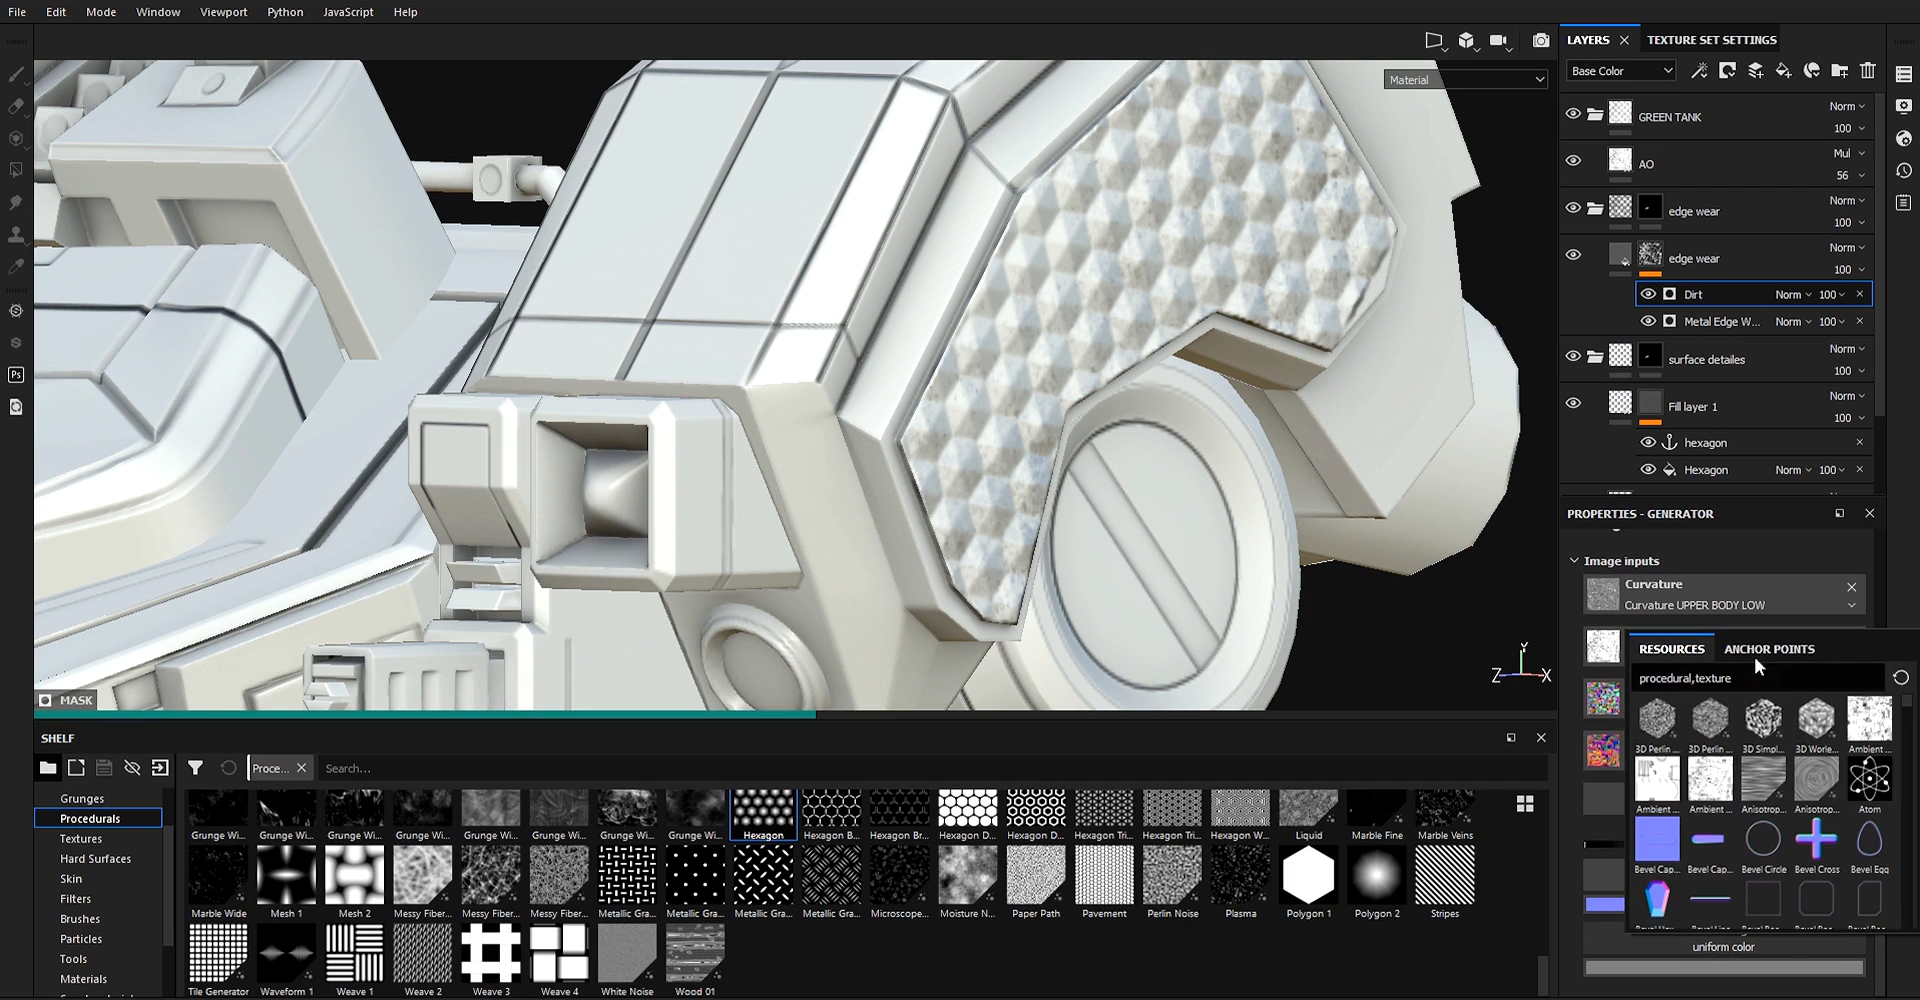 File Edit Mode Window Viewport Python JavaScript Help
Material
Y
Z X
MASK
LAYERS TEXTURE SET SETTINGS
Base Color
GREEN TANK Norm 100
AO Mul 56
edge wear Norm 100
edge wear Norm 100
Dirt Norm 100
Metal Edge W... Norm 100
surface detailes Norm 100
Fill layer 1 Norm 100
hexagon
Hexagon Norm 100
PROPERTIES - GENERATOR
Image inputs
Curvature
Curvature UPPER BODY LOW
RESOURCES ANCHOR POINTS
procedural,texture
3D Perlin ... 3D Perlin ... 3D Simpl... 3D Worle... Ambient ...
Ambient ... Ambient ... Anisotrop... Anisotrop... Atom
Bevel Cap... Bevel Cap... Bevel Circle Bevel Cross Bevel Egg
uniform color
SHELF
Proce... Search...
Grunges
Procedurals
Textures
Hard Surfaces
Skin
Filters
Brushes
Particles
Tools
Materials
Grunge Wi... Grunge Wi... Grunge Wi... Grunge Wi... Grunge Wi... Grunge Wi... Grunge Wi... Grunge Wi... Hexagon Hexagon B... Hexagon Br... Hexagon D... Hexagon D... Hexagon Tri... Hexagon Tri... Hexagon W... Liquid Marble Fine Marble Veins
Marble Wide Mesh 1 Mesh 2 Messy Fiber... Messy Fiber... Messy Fiber... Metallic Gra... Metallic Gra... Metallic Gra... Metallic Gra... Microscope... Moisture N... Paper Path Pavement Perlin Noise Plasma Polygon 1 Polygon 2 Stripes
Tile Generator Waveform 1 Weave 1 Weave 2 Weave 3 Weave 4 White Noise Wood 01